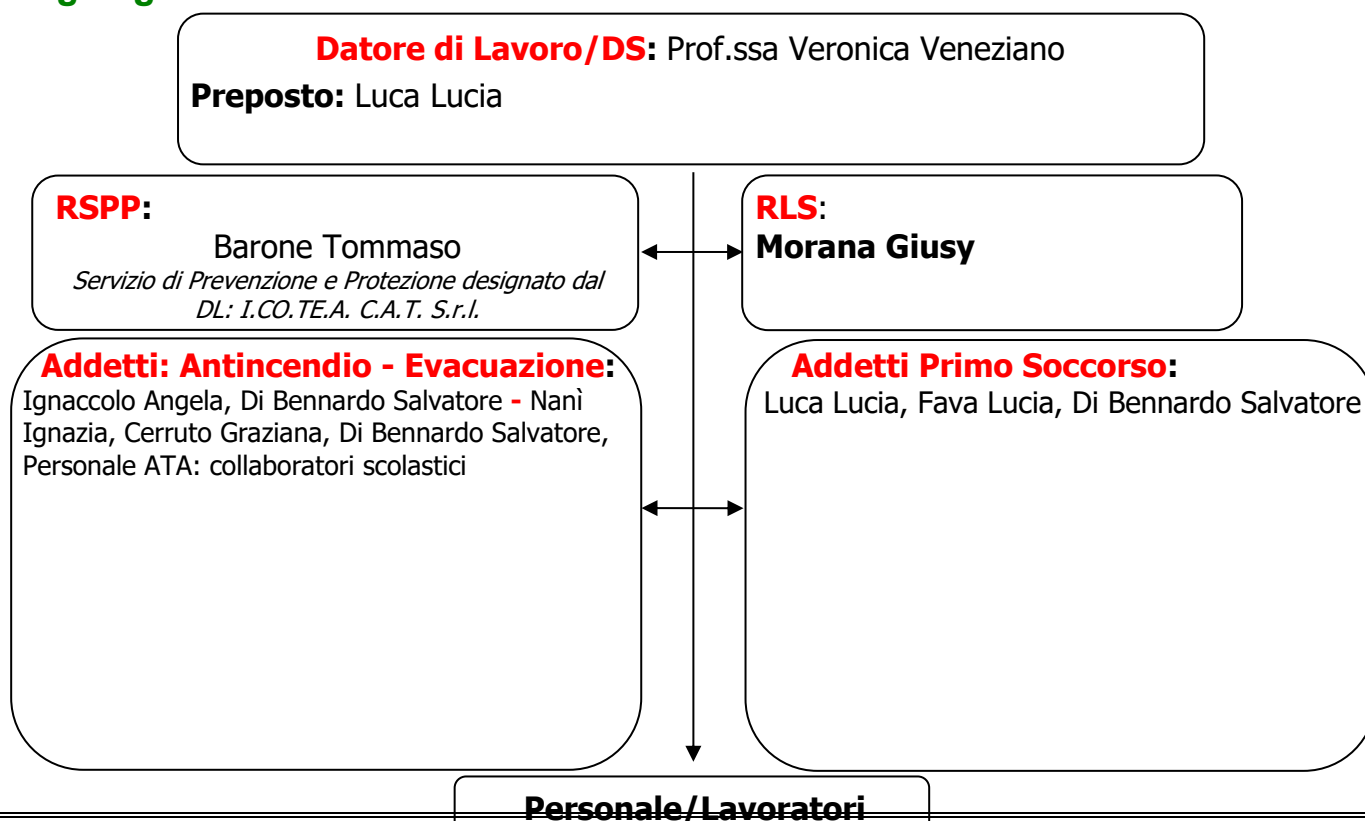 Datore di Lavoro/DS: Prof.ssa Veronica Veneziano
Preposto: Luca Lucia
RSPP:
Barone Tommaso
Servizio di Prevenzione e Protezione designato dal
DL: I.CO.TE.A. C.A.T. S.r.l.
RLS:
Morana Giusy
Addetti: Antincendio - Evacuazione:
Ignaccolo Angela, Di Bennardo Salvatore - Nanì
Ignazia, Cerruto Graziana, Di Bennardo Salvatore,
Personale ATA: collaboratori scolastici
Addetti Primo Soccorso:
Luca Lucia, Fava Lucia, Di Bennardo Salvatore
Personale/Lavoratori